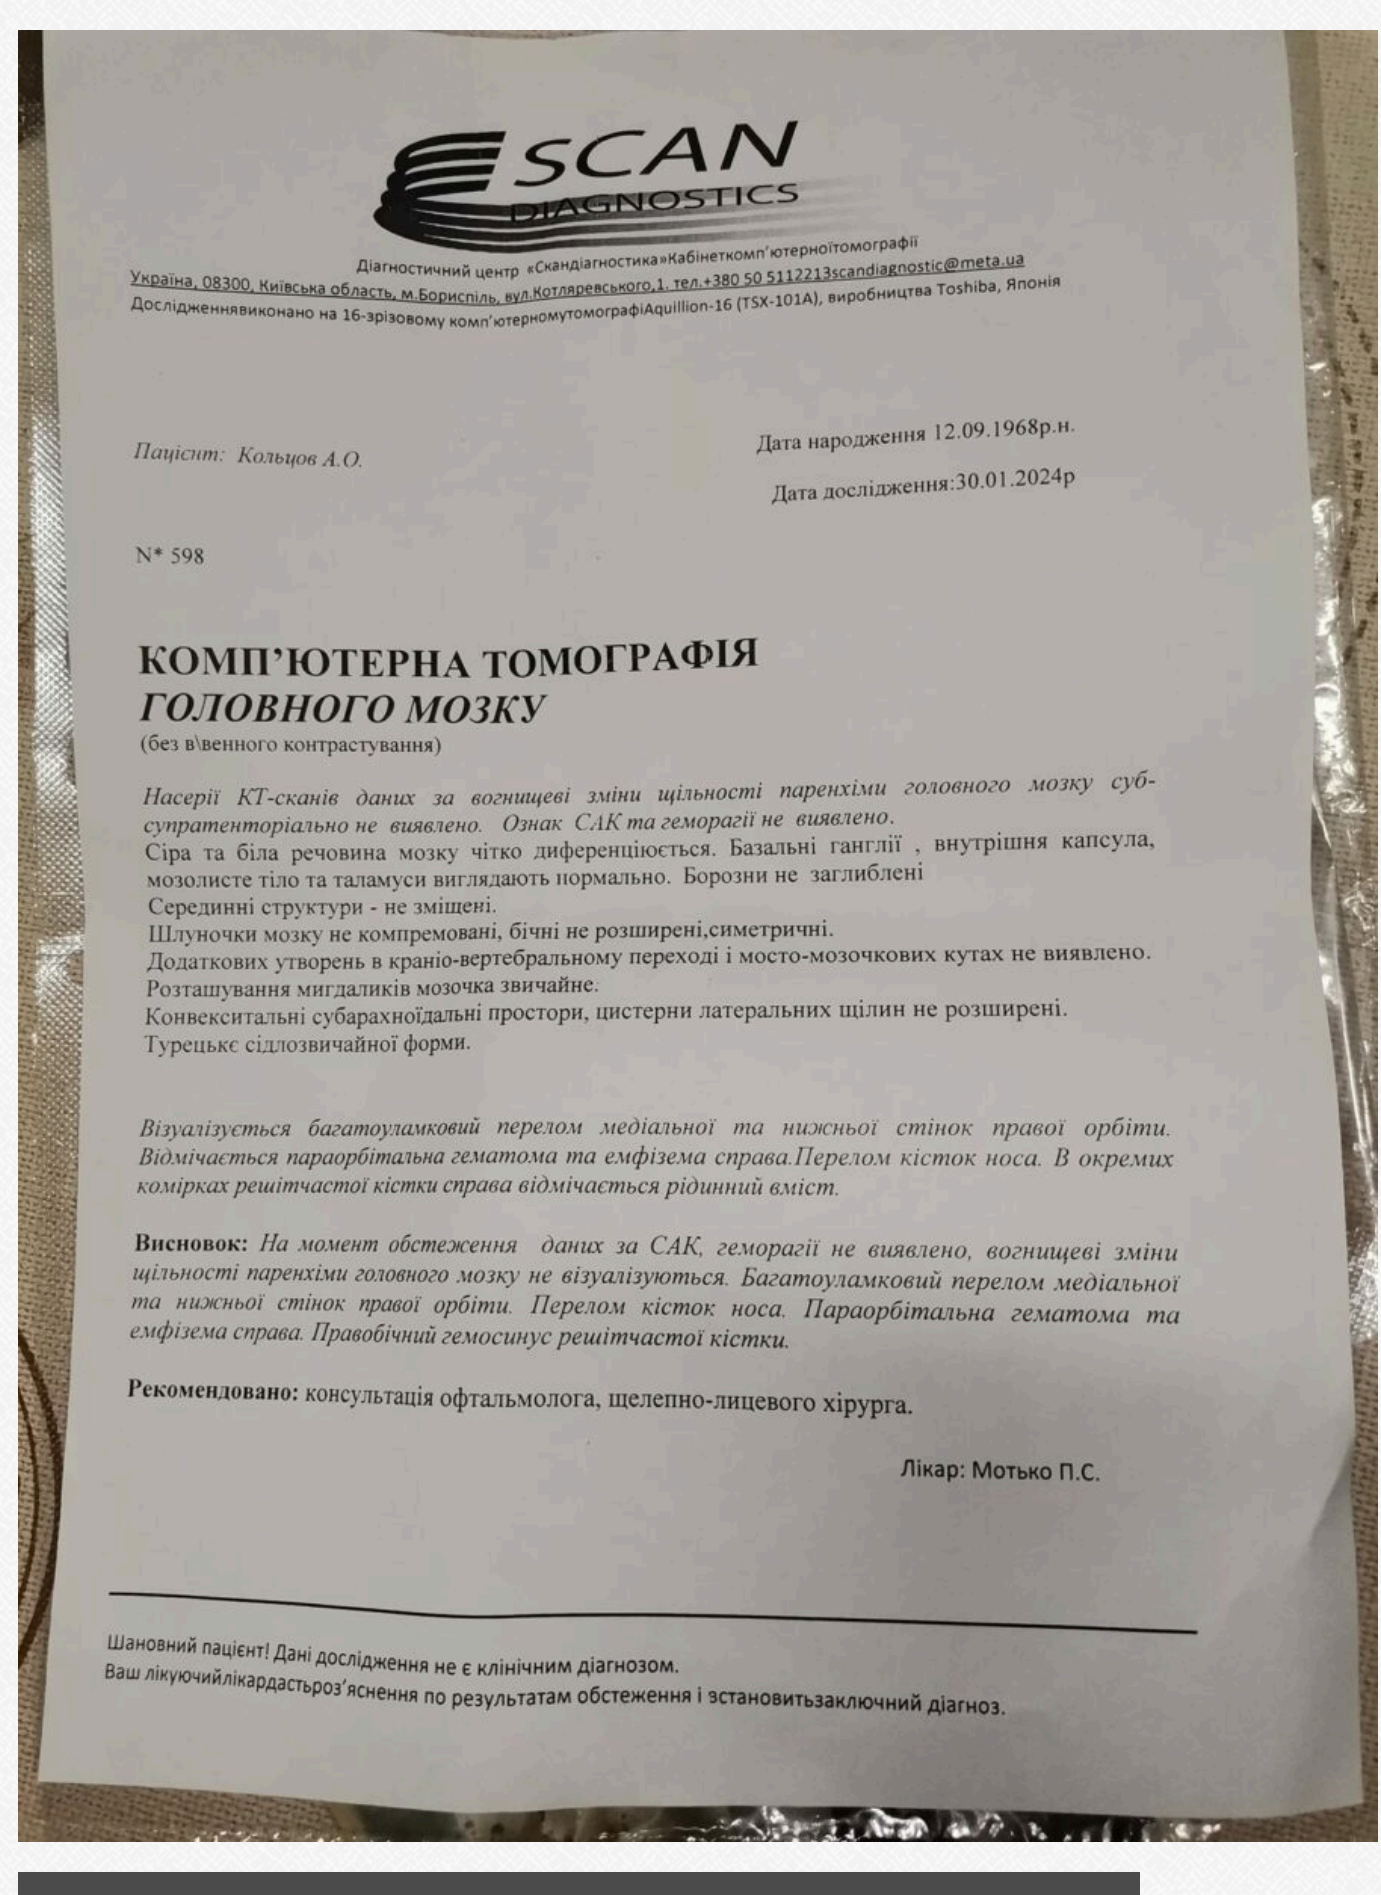 SCAN
DIAGNOSTICS
Діагностичний центр «Скандіагностика»Кабінеткомп'ютерноїтомографії
Україна, 08300, Київська область, м.Бориспіль, вул.Котляревського,1. тел.+380 50 5112213scandiagnostic@meta.ua
Дослідженнявиконано на 16-зрізовому комп'ютерномутомографіAquillion-16 (TSX-101A), виробництва Toshiba, Японія
Дата народження 12.09.1968р.н.
Пацієнт: Кольцов А.О.
Дата дослідження:30.01.2024р
N* 598
КОМП'ЮТЕРНА ТОМОГРАФІЯ
ГОЛОВНОГО МОЗКУ
(без в\венного контрастування)
Насерії КТ-сканів даних за вогнищеві зміни щільності паренхіми головного мозку суб-
супратенторіально не виявлено. Ознак САК та геморагії не виявлено.
Сіра та біла речовина мозку чітко диференціюється. Базальні ганглії , внутрішня капсула,
мозолисте тіло та таламуси виглядають нормально. Борозни не заглиблені
Серединні структури - не зміщені.
Шлуночки мозку не компремовані, бічні не розширені,симетричні.
Додаткових утворень в краніо-вертебральному переході і мосто-мозочкових кутах не виявлено.
Розташування мигдаликів мозочка звичайне.
Конвекситальні субарахноїдальні простори, цистерни латеральних щілин не розширені.
Турецькє сідлозвичайної форми.
Візуалізується багатоуламковий перелом медіальної та нижньої стінок правої орбіти.
Відмічається параорбітальна гематома та емфізема справа.Перелом кісток носа. В окремих
комірках решітчастої кістки справа відмічається рідинний вміст.
Висновок: На момент обстеження даних за САК, геморагії не виявлено, вогнищеві зміни
щільності паренхіми головного мозку не візуалізуються. Багатоуламковий перелом медіальної
та нижньої стінок правої орбіти. Перелом кісток носа. Параорбітальна гематома та
емфізема справа. Правобічний гемосинус решітчастої кістки.
Рекомендовано: консультація офтальмолога, щелепно-лицевого хірурга.
Лікар: Мотько П.С.
Шановний пацієнт! Дані дослідження не є клінічним діагнозом.
Ваш лікуючийлікардастьроз'яснення по результатам обстеження і встановитьзаключний діагноз.